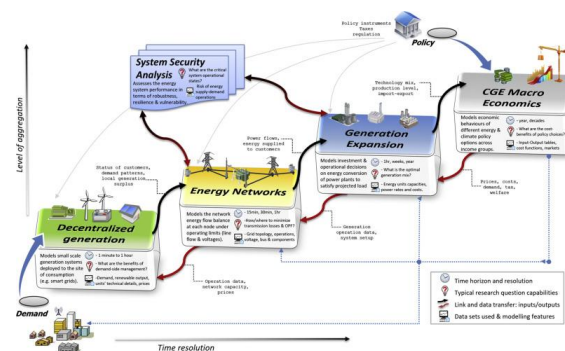 Policy instruments
Taxes
regulation
Policy
System Security
Analysis
Assesses the energy
system performance in
terms of robustness,
resilience & vulnerability.
What are the critical
system operational
states?
Risk of energy
supply-demand
operations
Technology mix,
production level,
import-export
CGE Macro
Economics
Models economic
behaviours of
different energy &
climate policy
options across
income groups.
- year, decades
- What are the cost
benefits of policy choices?
- Input-Output tables,
cost functions, markets
Power flows,
energy supplied
to customers
Generation
Expansion
Models investment &
operational decisions
on energy conversion
of power plants to
satisfy projected load
- 1hr, weeks, year
- What is the optimal
generation mix?
- Energy units capacities,
power rates and costs.
Prices, costs,
demand, tax,
welfare
Status of customers,
demand patterns,
local generation
surplus
Energy Networks
Models the network
energy flow balance
at each node under
operating limits (line
flow & voltages).
- 15min, 30min, 1hr
- How/where to minimise
transmission losses & OPF?
- Grid topology, operations,
voltage, bus & components
Generation
operation data,
system setup
Decentralized
generation
Models small scale
generation systems
deployed to the site
of consumption
(e.g. smart grids).
- 1 minute to 1 hour
- What are the benefits of
demand side management?
- Demand, renewable output,
units' technical details, prices
Operation data,
network capacity,
prices
Demand
Level of aggregation
Time resolution
Time horizon and resolution
Typical research question capabilities
Link and data transfer: inputs/outputs
Data sets used & modelling features